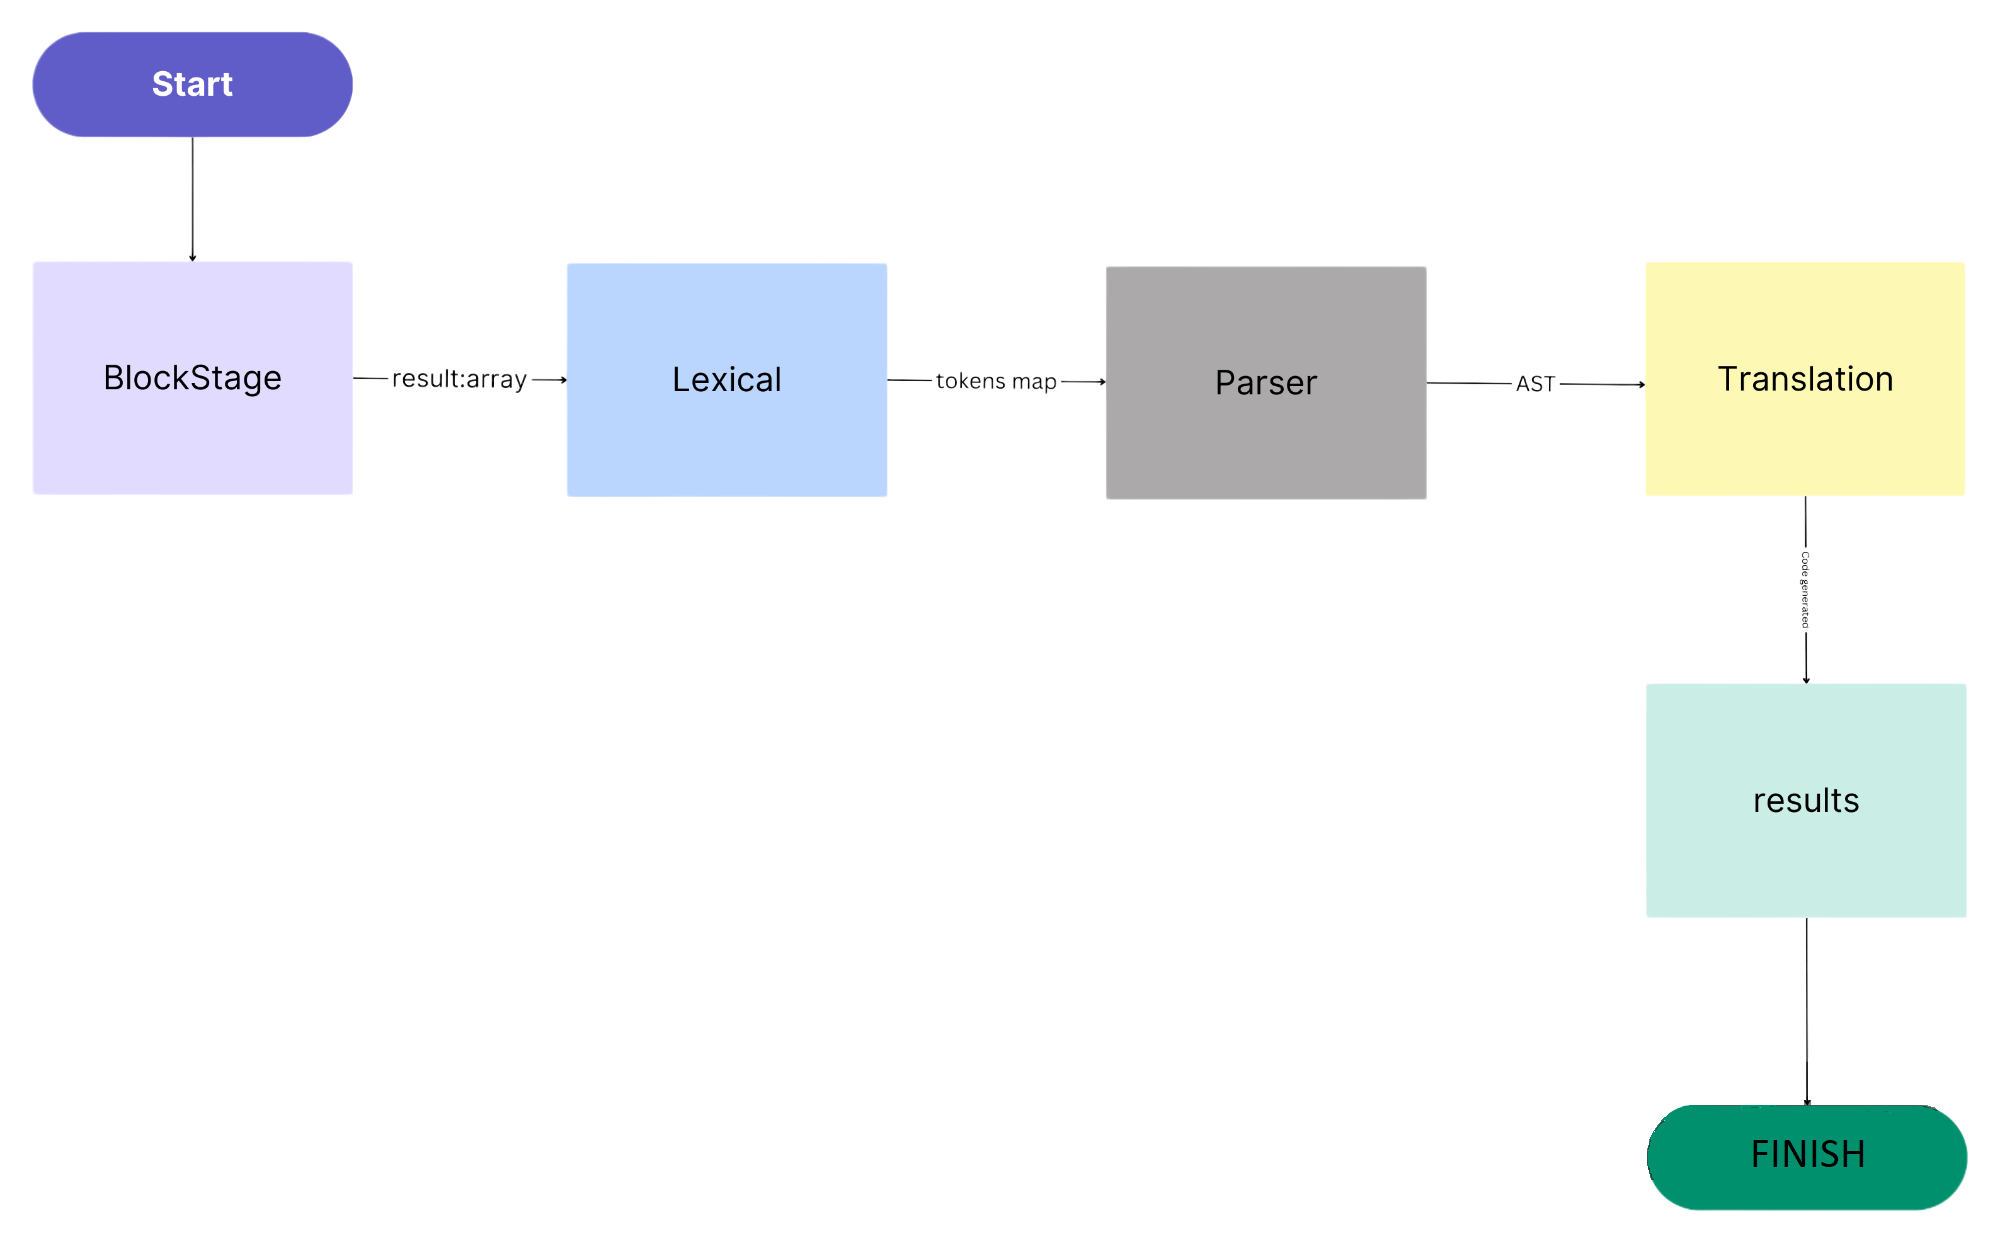 Start
BlockStage
result:array
Lexical
tokens map
Parser
AST
Translation
Code generated
results
FINISH